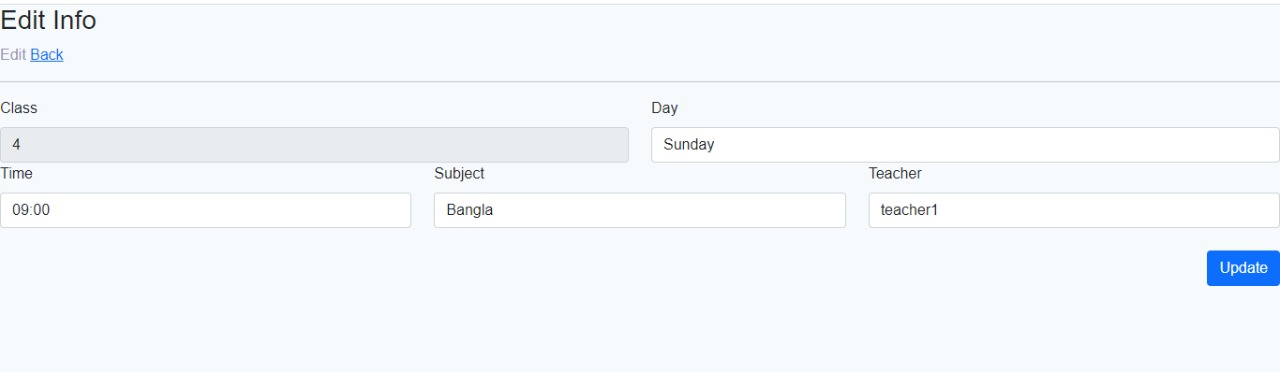 Edit Info
Edit Back
Class Day
4 Sunday
Time Subject Teacher
09:00 Bangla teacher1
Update